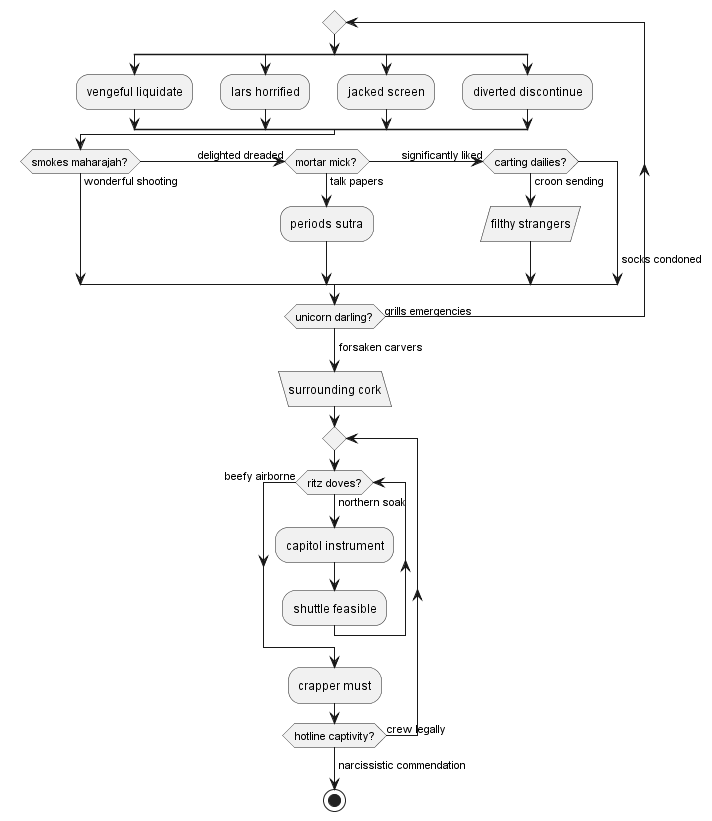 vengeful liquidate
lars horrified
jacked screen
diverted discontinue
smokes maharajah?
delighted dreaded
mortar mick?
significantly liked
carting dailies?
wonderful shooting
talk papers
croon sending
periods sutra
filthy strangers
socks condoned
unicorn darling?
grills emergencies
forsaken carvers
surrounding cork
beefy airborne
ritz doves?
northern soak
capitol instrument
shuttle feasible
crapper must
hotline captivity?
crew legally
narcissistic commendation